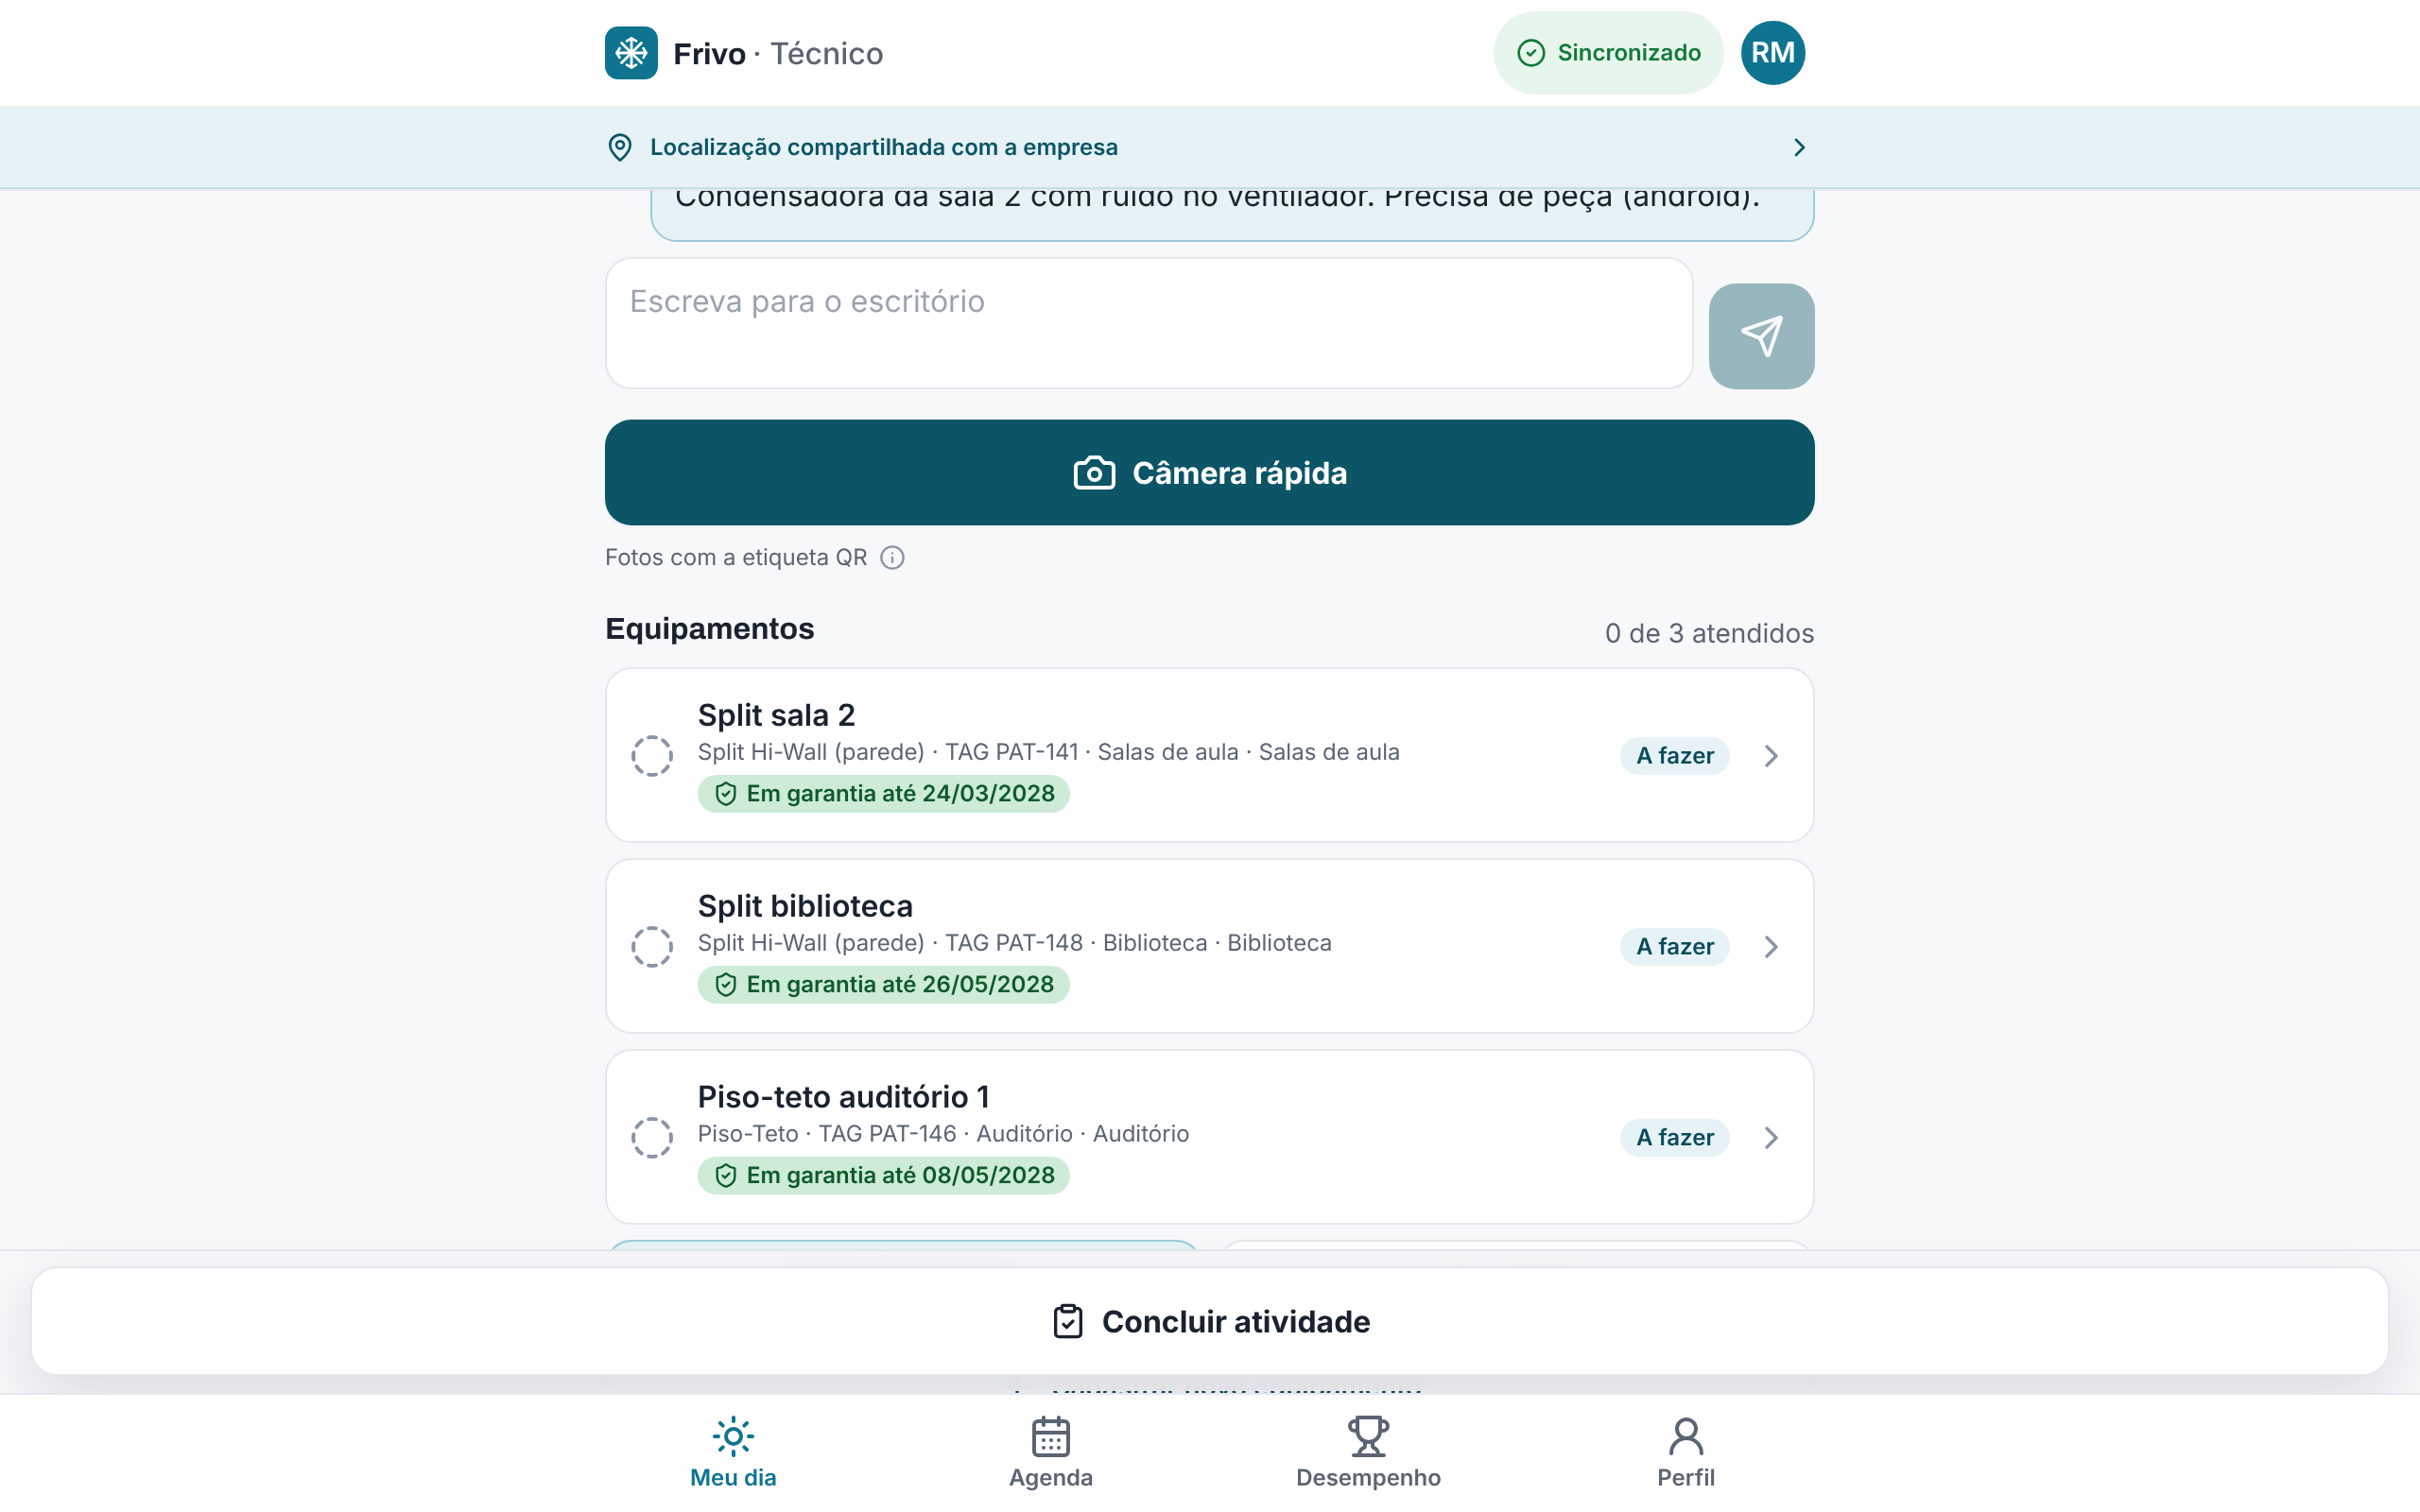 Frivo · Técnico
Sincronizado
RM
Localização compartilhada com a empresa
Condensadora da sala 2 com ruído no ventilador. Precisa de peça (android).
Escreva para o escritório
Câmera rápida
Fotos com a etiqueta QR
Equipamentos
0 de 3 atendidos
Split sala 2
Split Hi-Wall (parede) · TAG PAT-141 · Salas de aula · Salas de aula
Em garantia até 24/03/2028
A fazer
Split biblioteca
Split Hi-Wall (parede) · TAG PAT-148 · Biblioteca · Biblioteca
Em garantia até 26/05/2028
A fazer
Piso-teto auditório 1
Piso-Teto · TAG PAT-146 · Auditório · Auditório
Em garantia até 08/05/2028
A fazer
Concluir atividade
Meu dia
Agenda
Desempenho
Perfil